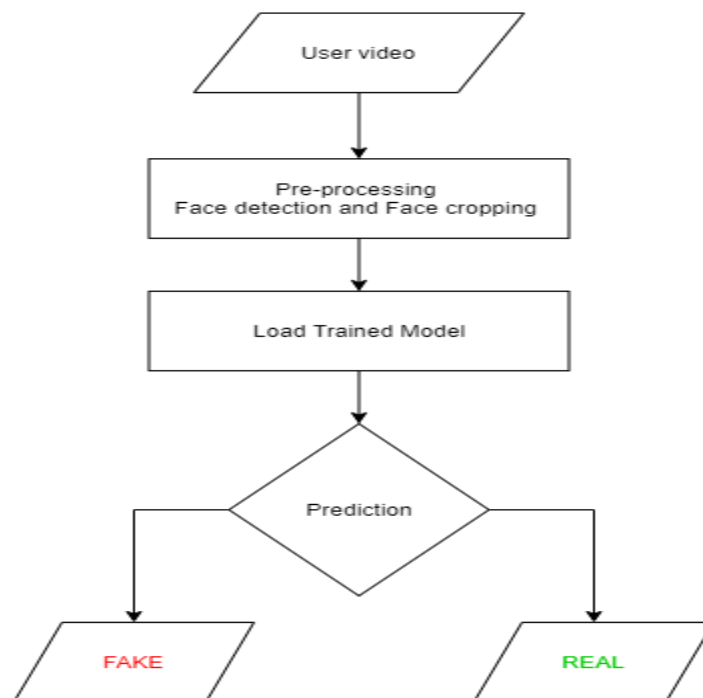 User video
Pre-processing
Face detection and Face cropping
Load Trained Model
Prediction
FAKE
REAL